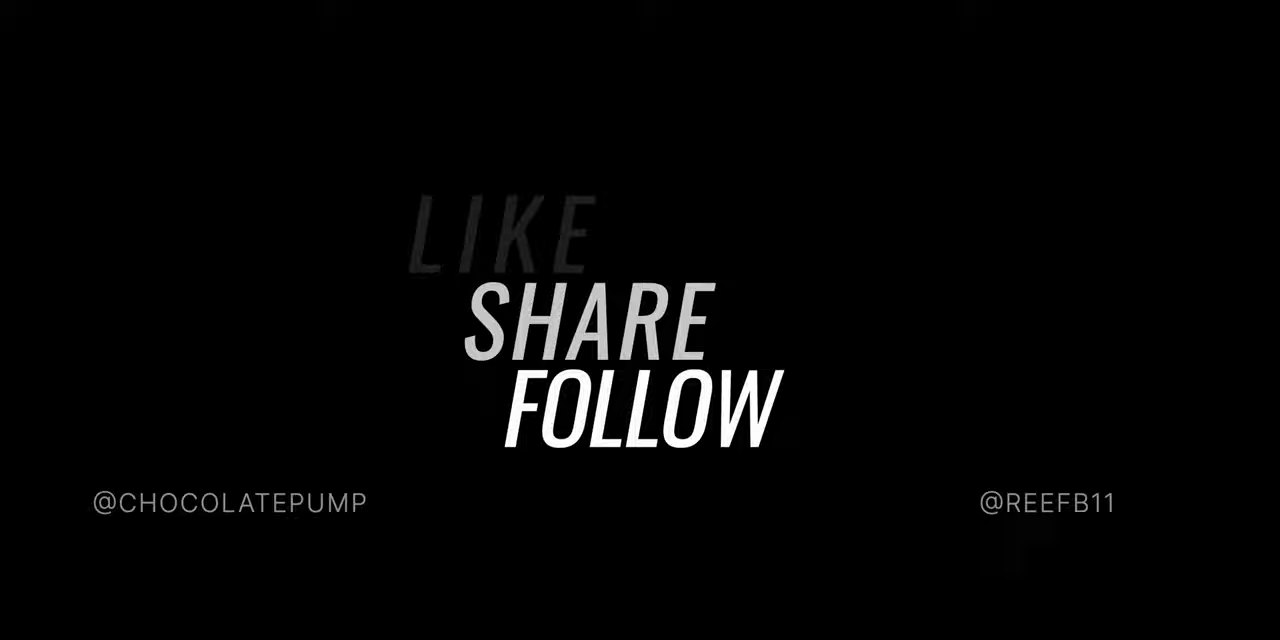 LIKE
SHARE
FOLLOW
@CHOCOLATEPUMP
@REEFB11